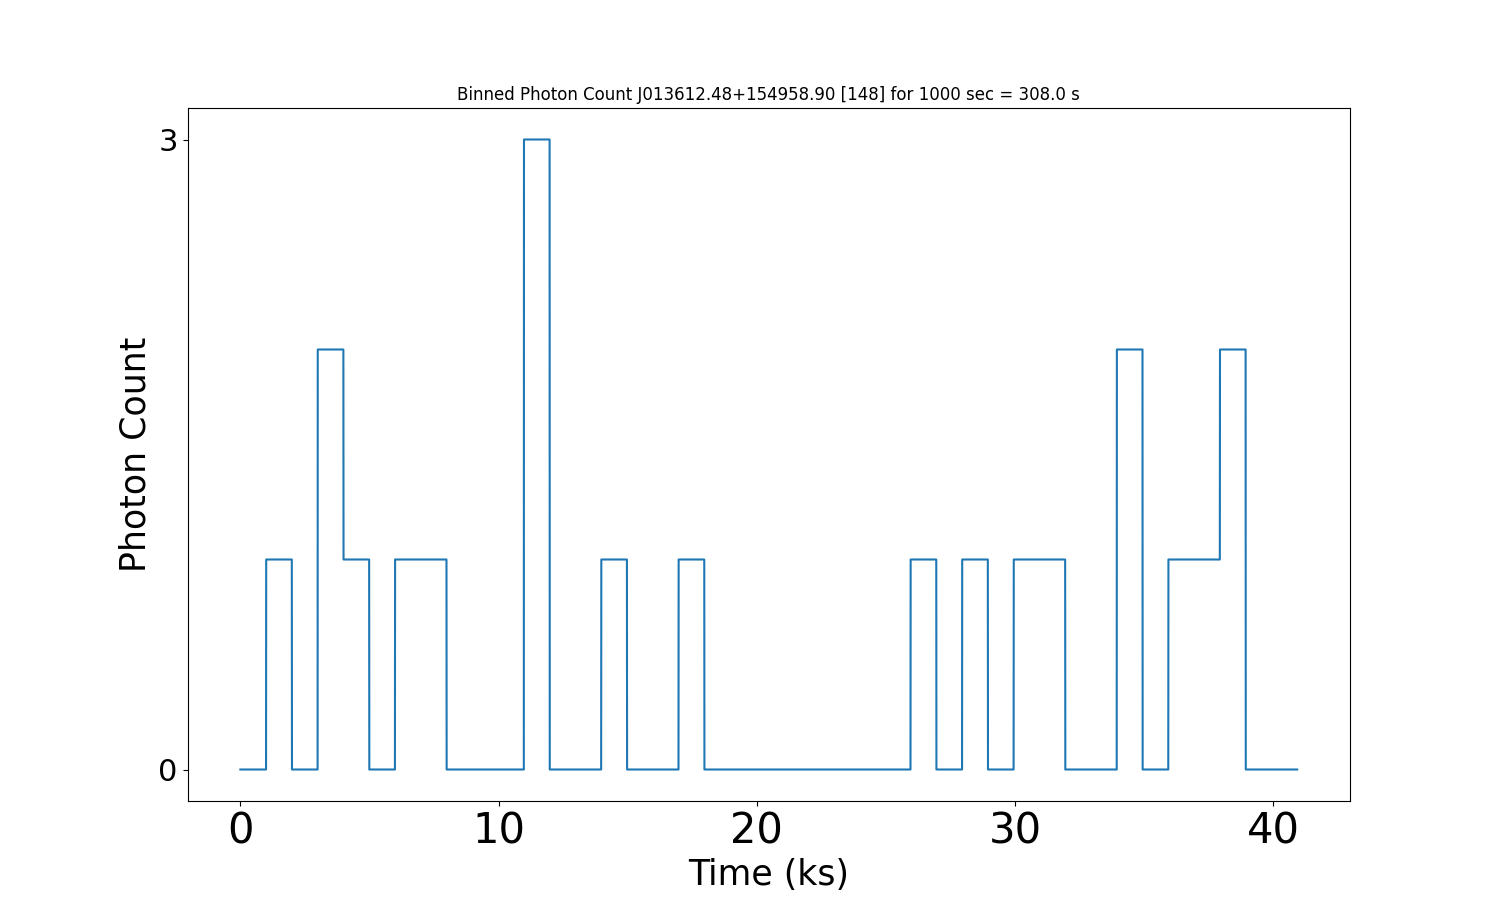 Binned Photon Count J013612.48+154958.90 [148] for 1000 sec = 308.0 s
3
Photon Count
0
0 10 20 30 40
Time (ks)